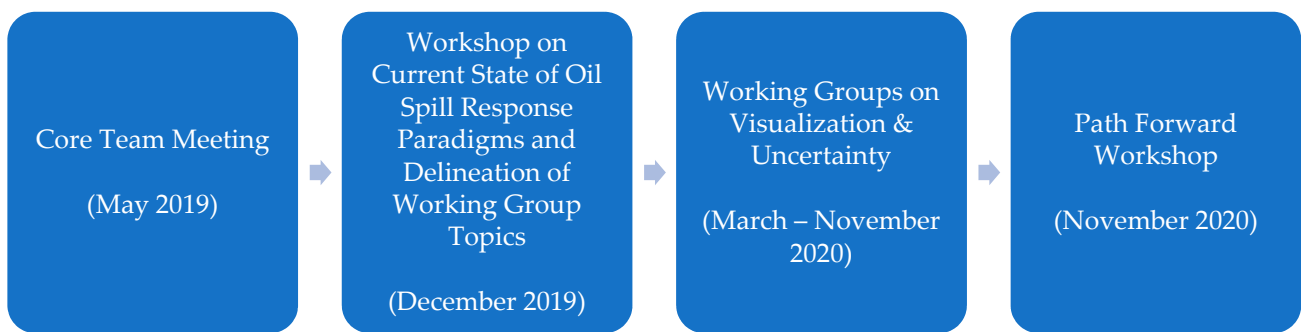 Core Team Meeting
(May 2019)
Workshop on
Current State of Oil
Spill Response
Paradigms and
Delineation of
Working Group
Topics
(December 2019)
Working Groups on
Visualization &
Uncertainty
(March – November
2020)
Path Forward
Workshop
(November 2020)